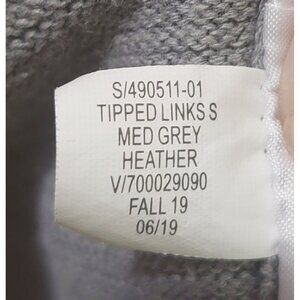 S/490511-01
TIPPED LINKS S
MED GREY
HEATHER
V/700029090
FALL 19
06/19